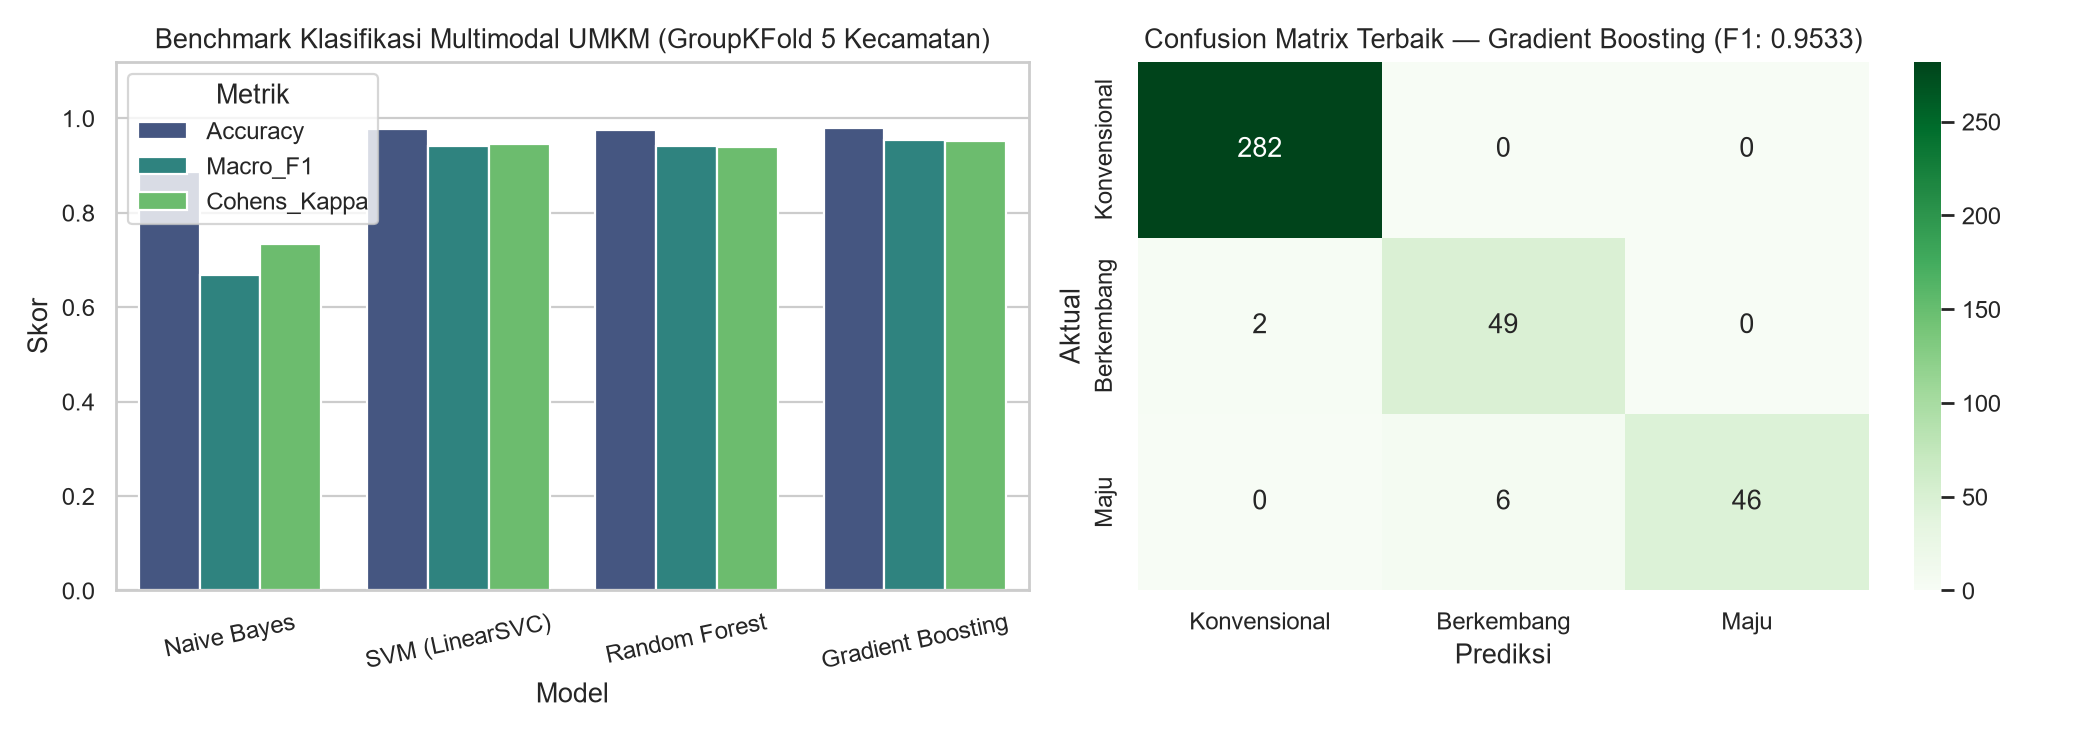 Benchmark Klasifikasi Multimodal UMKM (GroupKFold 5 Kecamatan)
Metrik
Accuracy
Macro_F1
Cohens_Kappa
Skor
1.0
0.8
0.6
0.4
0.2
0.0
Naive Bayes
SVM (LinearSVC)
Random Forest
Gradient Boosting
Model
Confusion Matrix Terbaik — Gradient Boosting (F1: 0.9533)
Aktual
Konvensional
282 0 0
Berkembang
2 49 0
Maju
0 6 46
Konvensional Berkembang Maju
Prediksi
250
200
150
100
50
0